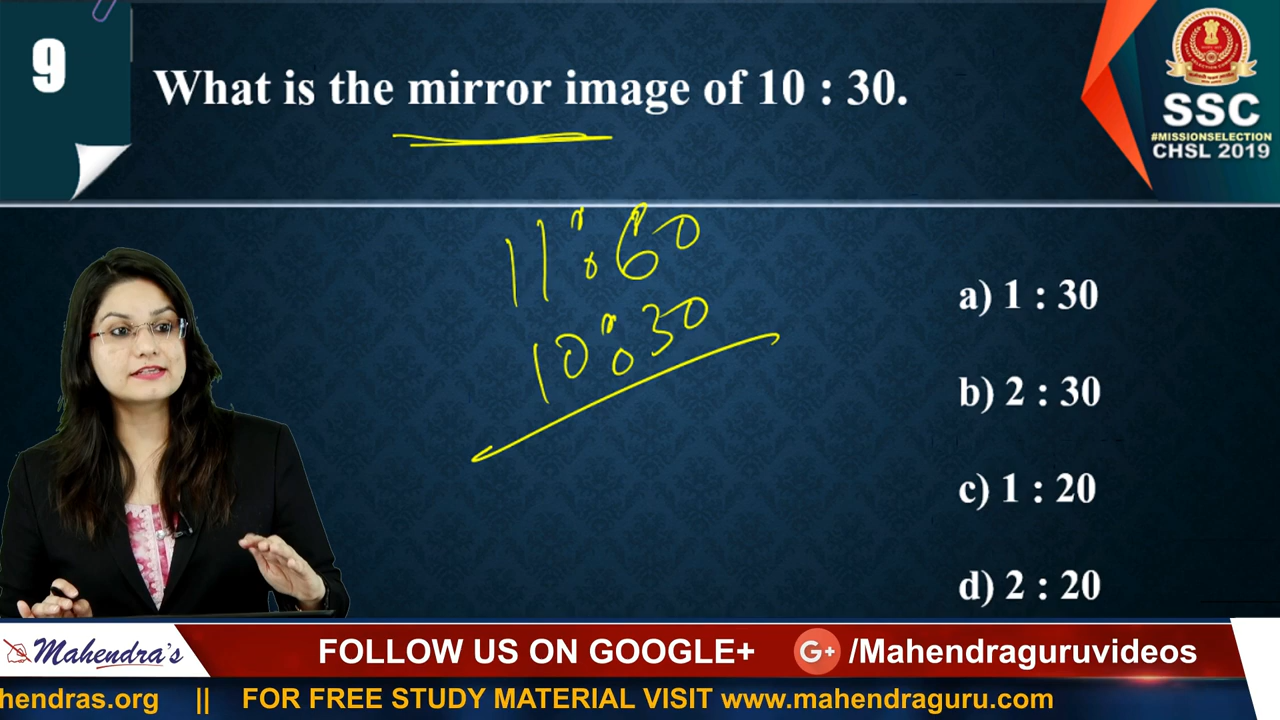 9
What is the mirror image of 10 : 30.
SSC
#MISSIONSELECTION
CHSL 2019
11:60
10:30
a) 1 : 30
b) 2 : 30
c) 1 : 20
d) 2 : 20
Mahendra's
FOLLOW US ON GOOGLE+
G+ /Mahendraguruvideos
hendras.org || FOR FREE STUDY MATERIAL VISIT www.mahendraguru.com